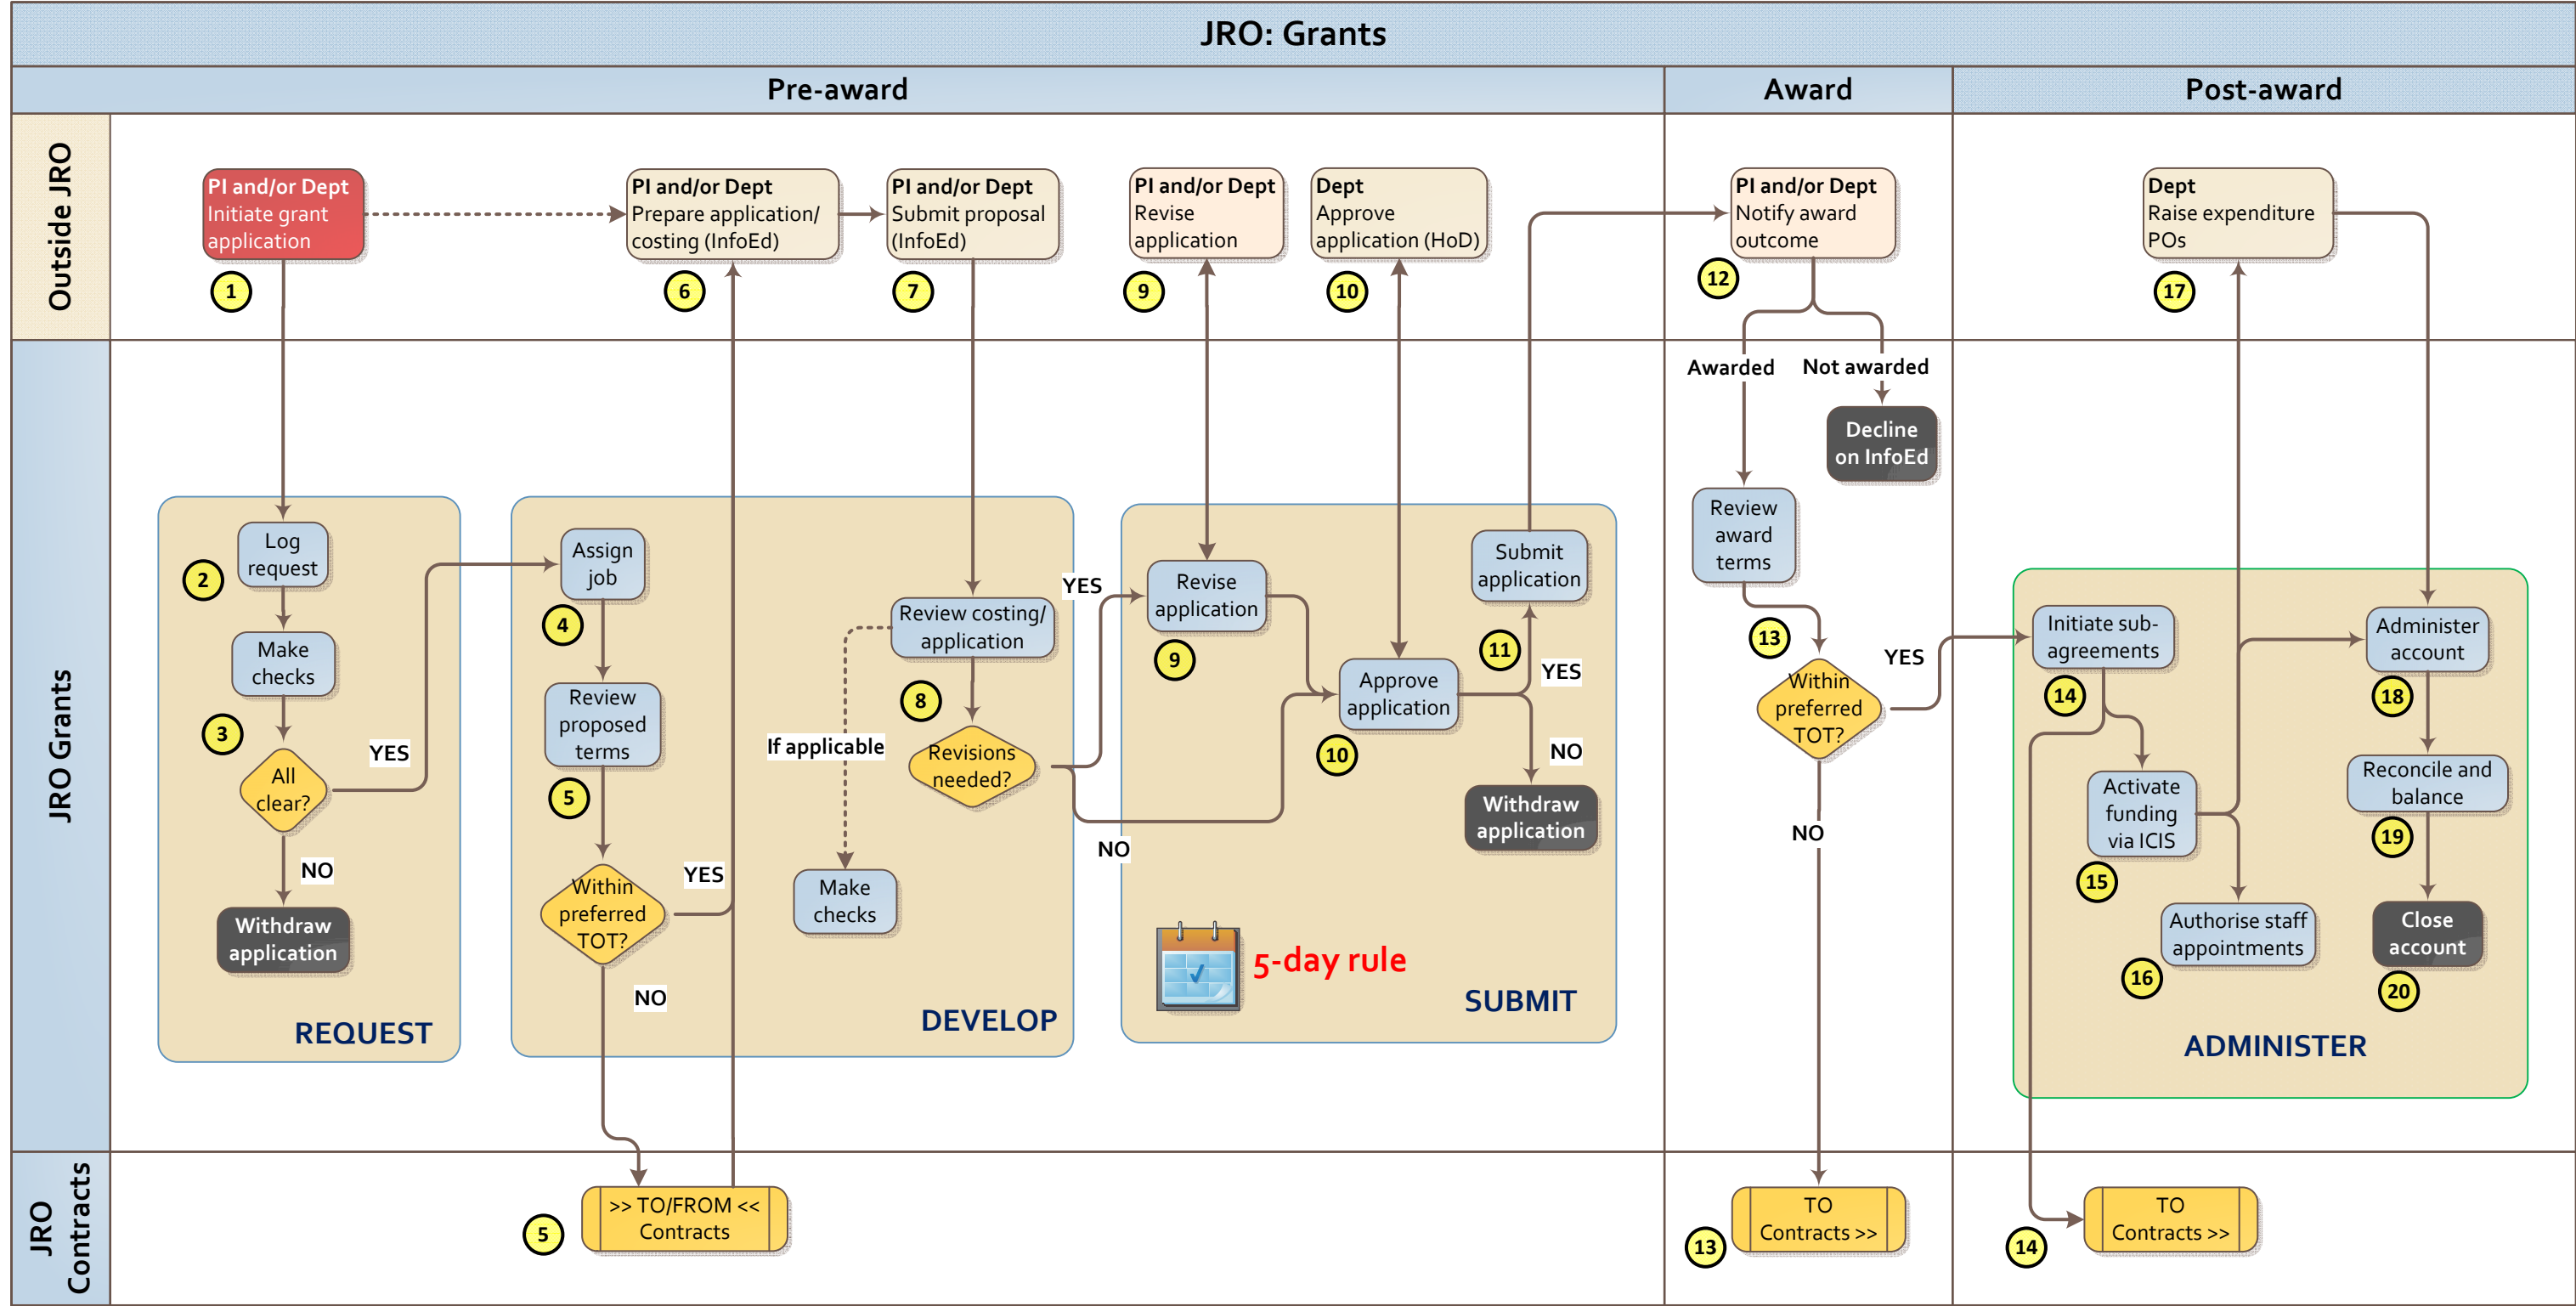 JRO: Grants
Pre-award
Award
Post-award
Outside JRO
PI and/or Dept
Initiate grant
application
1
PI and/or Dept
Prepare application/
costing (InfoEd)
6
PI and/or Dept
Submit proposal
(InfoEd)
7
PI and/or Dept
Revise
application
9
Dept
Approve
application (HoD)
10
PI and/or Dept
Notify award
outcome
12
Dept
Raise expenditure
POs
17
JRO Grants
Log
request
2
Make
checks
3
All
clear?
YES
NO
Withdraw
application
REQUEST
Assign
job
4
Review
proposed
terms
5
Within
preferred
TOT?
YES
NO
Review costing/
application
8
If applicable
Revisions
needed?
Make
checks
DEVELOP
YES
NO
Revise
application
9
Approve
application
10
Submit
application
11
YES
NO
Withdraw
application
5-day rule
SUBMIT
Awarded
Not awarded
Decline
on InfoEd
Review
award
terms
13
Within
preferred
TOT?
YES
NO
Initiate sub-
agreements
14
Activate
funding
via ICIS
15
Authorise staff
appointments
16
Administer
account
18
Reconcile and
balance
19
Close
account
20
ADMINISTER
JRO
Contracts
>> TO/FROM <<
Contracts
5
TO
Contracts >>
13
TO
Contracts >>
14